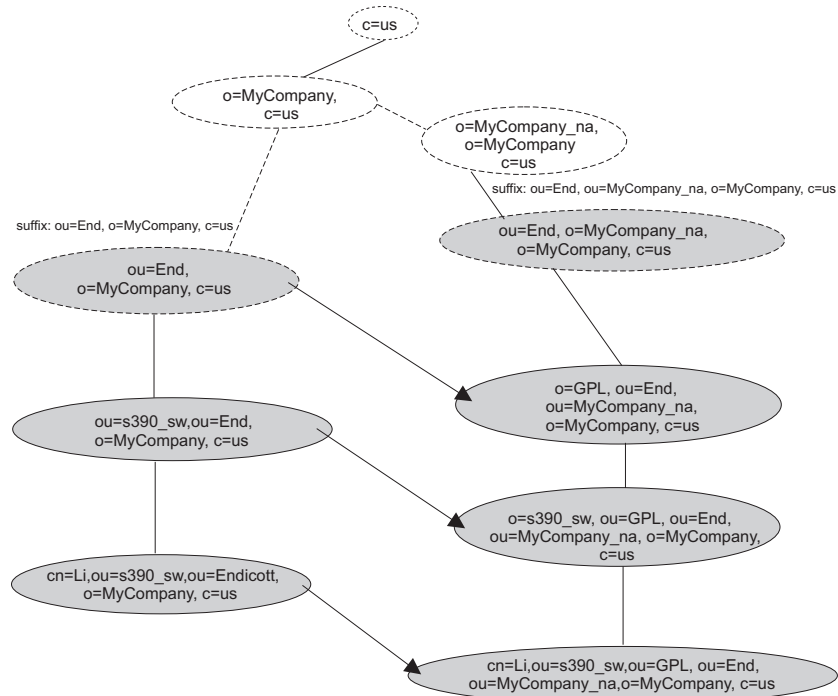 c=us
o=MyCompany,
c=us
o=MyCompany_na,
o=MyCompany
c=us
suffix: ou=End, ou=MyCompany_na, o=MyCompany, c=us
suffix: ou=End, o=MyCompany, c=us
ou=End, o=MyCompany_na,
o=MyCompany, c=us
ou=End,
o=MyCompany, c=us
o=GPL, ou=End,
ou=MyCompany_na,
o=MyCompany, c=us
ou=s390_sw,ou=End,
o=MyCompany, c=us
o=s390_sw, ou=GPL, ou=End,
ou=MyCompany_na, o=MyCompany,
c=us
cn=Li,ou=s390_sw,ou=Endicott,
o=MyCompany, c=us
cn=Li,ou=s390_sw,ou=GPL, ou=End,
ou=MyCompany_na,o=MyCompany, c=us